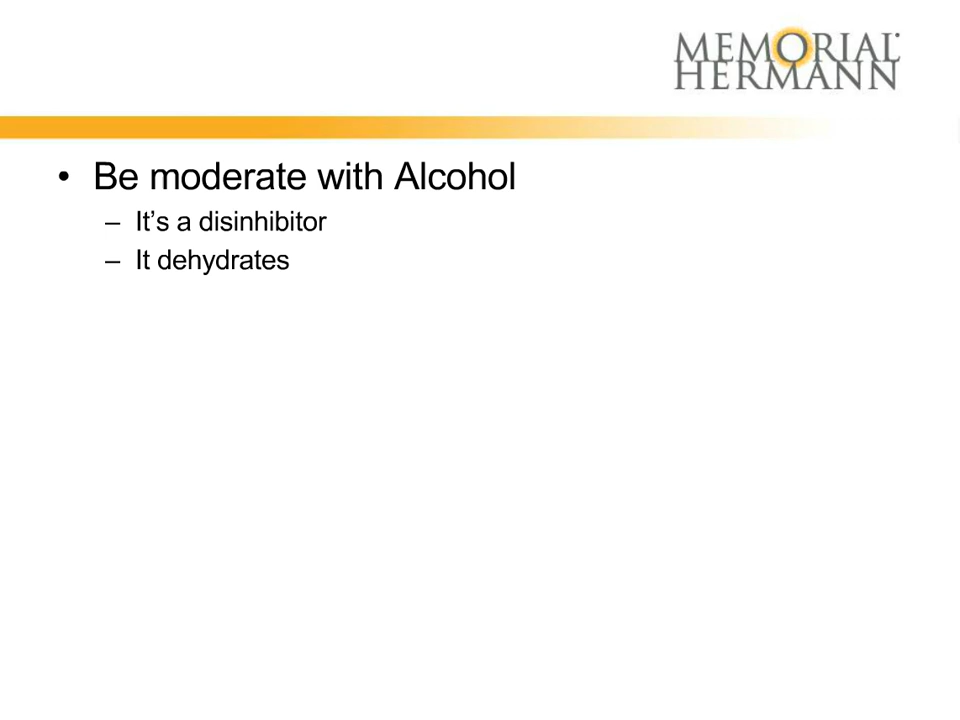 MEMORIAL
HERMANN
• Be moderate with Alcohol
– It’s a disinhibitor
– It dehydrates